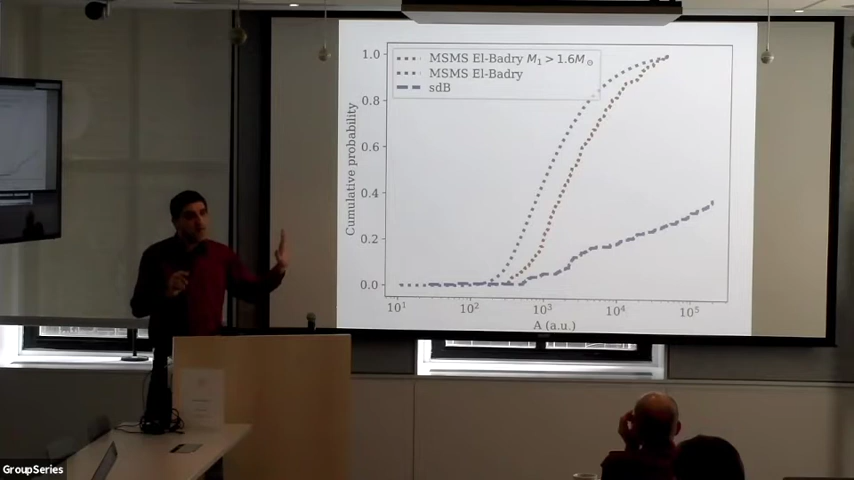 MSMS El-Badry M₁ > 1.6M⊙
MSMS El-Badry
sdB
Cumulative probability
1.0
0.8
0.6
0.4
0.2
0.0
10¹ 10² 10³ 10⁴ 10⁵
A (a.u.)
GroupSeries